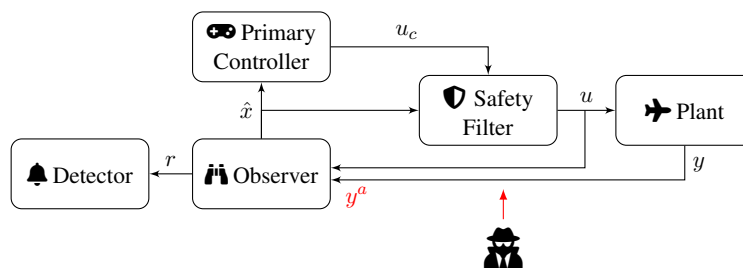 Primary
Controller
u_c
Safety
Filter
u
Plant
x̂
Detector
r
Observer
y^a
y